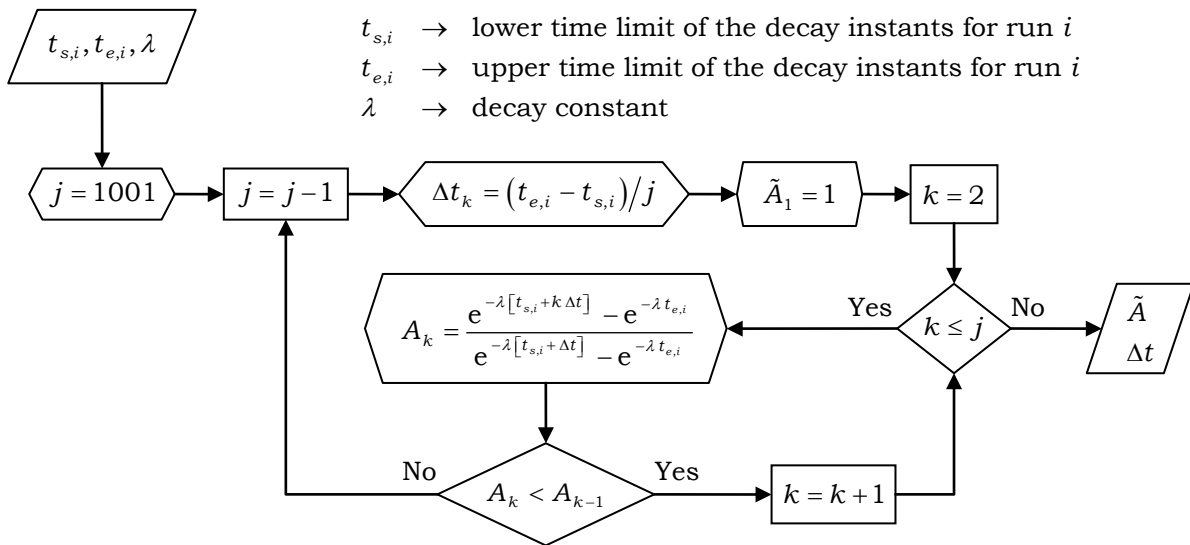 t_{s,i}, t_{e,i}, λ
t_{s,i} → lower time limit of the decay instants for run i
t_{e,i} → upper time limit of the decay instants for run i
λ → decay constant
j = 1001
j = j − 1
Δt_k = (t_{e,i} − t_{s,i})/j
Ã_1 = 1
k = 2
A_k = \frac{e^{-λ[t_{s,i} + k Δt]} − e^{-λ t_{e,i}}}{e^{-λ[t_{s,i} + Δt]} − e^{-λ t_{e,i}}}
Yes
k ≤ j
No
Ã
Δt
No
A_k < A_{k−1}
Yes
k = k + 1